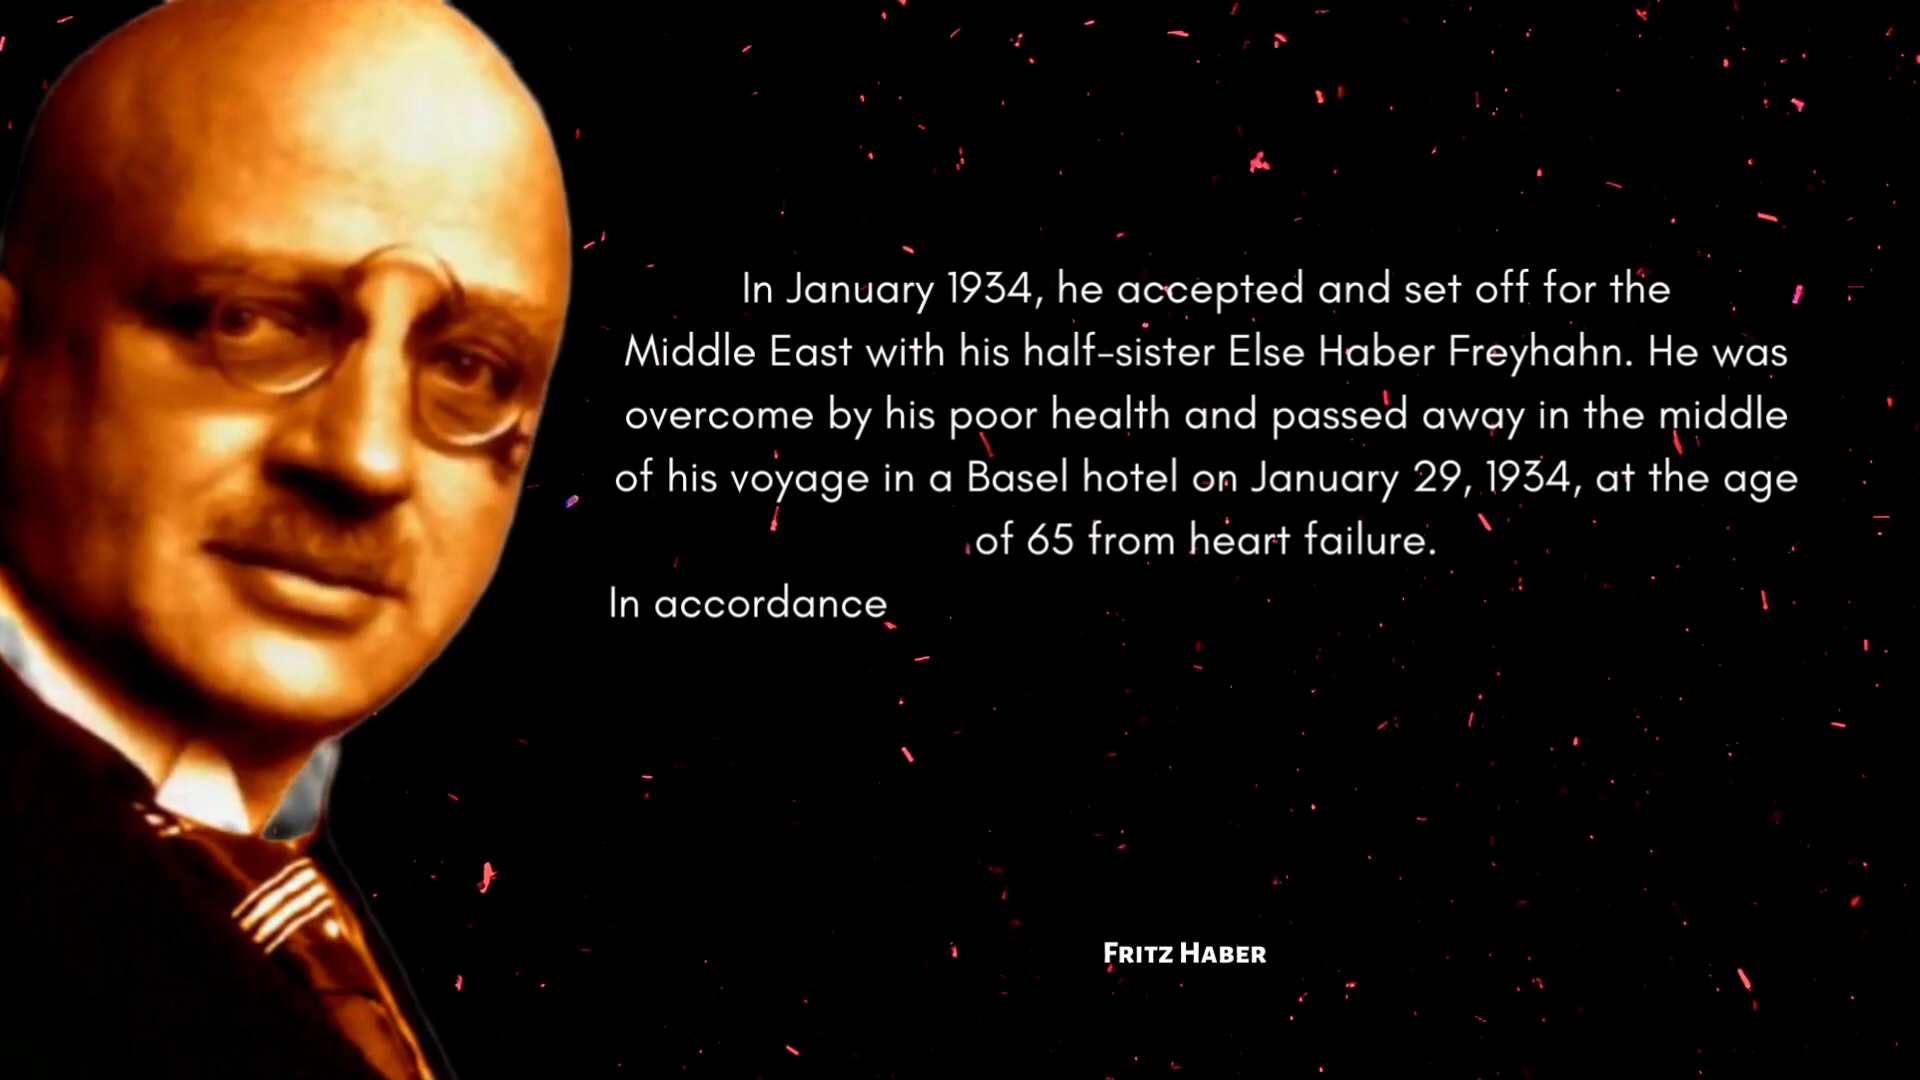 In January 1934, he accepted and set off for the
Middle East with his half-sister Else Haber Freyhahn. He was
overcome by his poor health and passed away in the middle
of his voyage in a Basel hotel on January 29, 1934, at the age
of 65 from heart failure.
In accordance
Fritz Haber